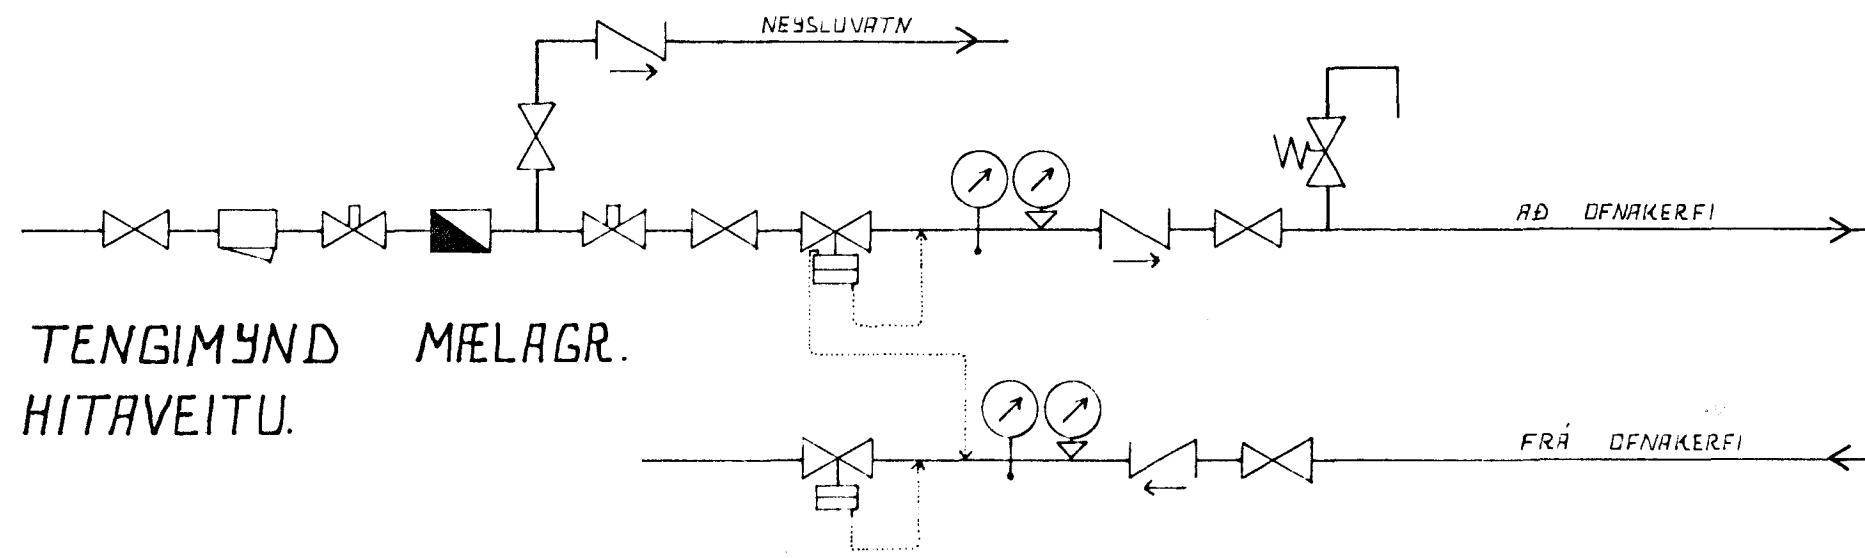 NEYSLUVATN
AÐ OFNAKERFI
TENGIMYND MÆLAGR.
HITAVEITU.
FRÁ OFNAKERFI